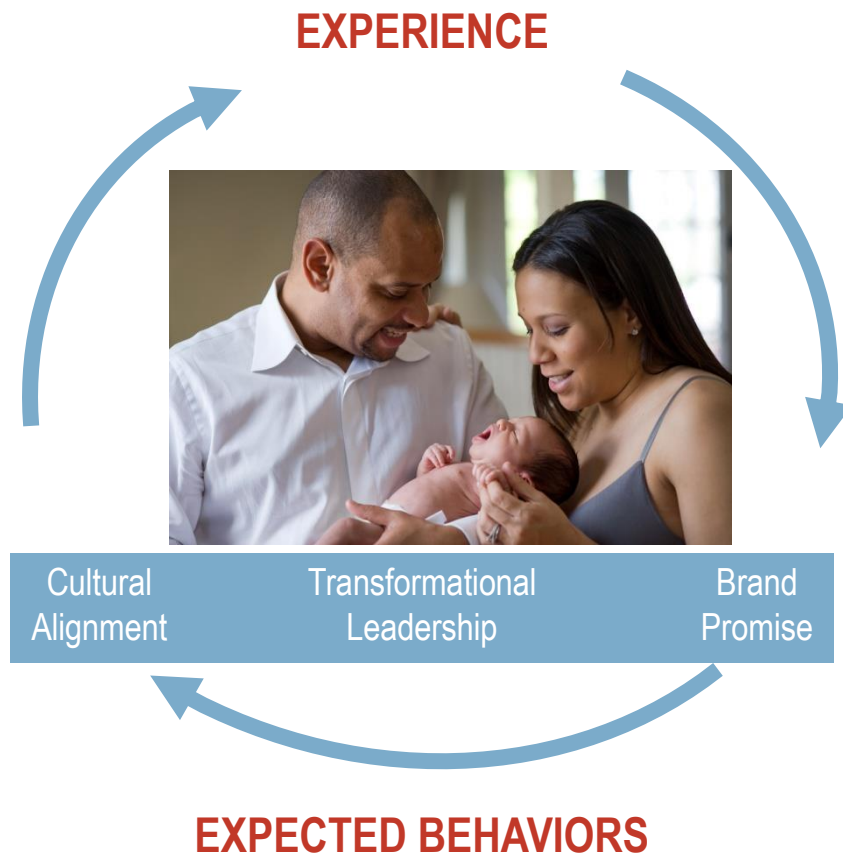 EXPERIENCE
Cultural
Alignment
Transformational
Leadership
Brand
Promise
EXPECTED BEHAVIORS